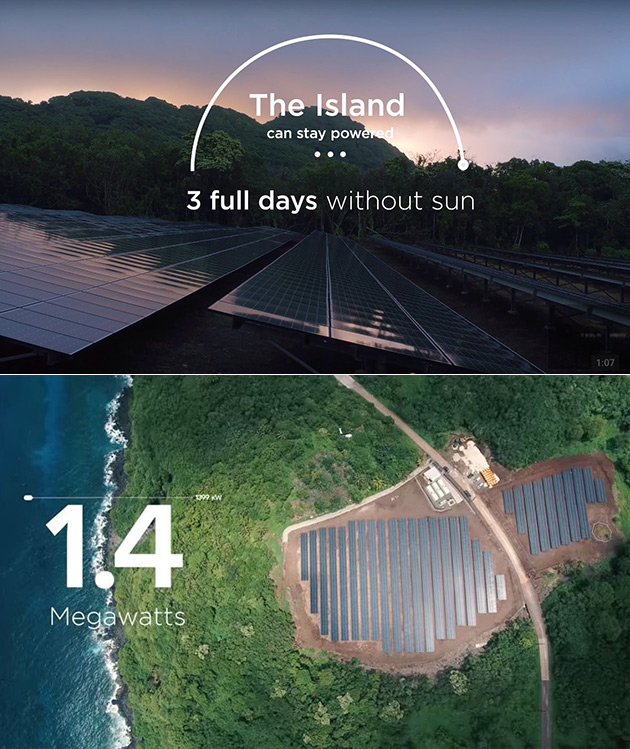 The Island
can stay powered
3 full days without sun
1:07
1399 kW
1.4
Megawatts